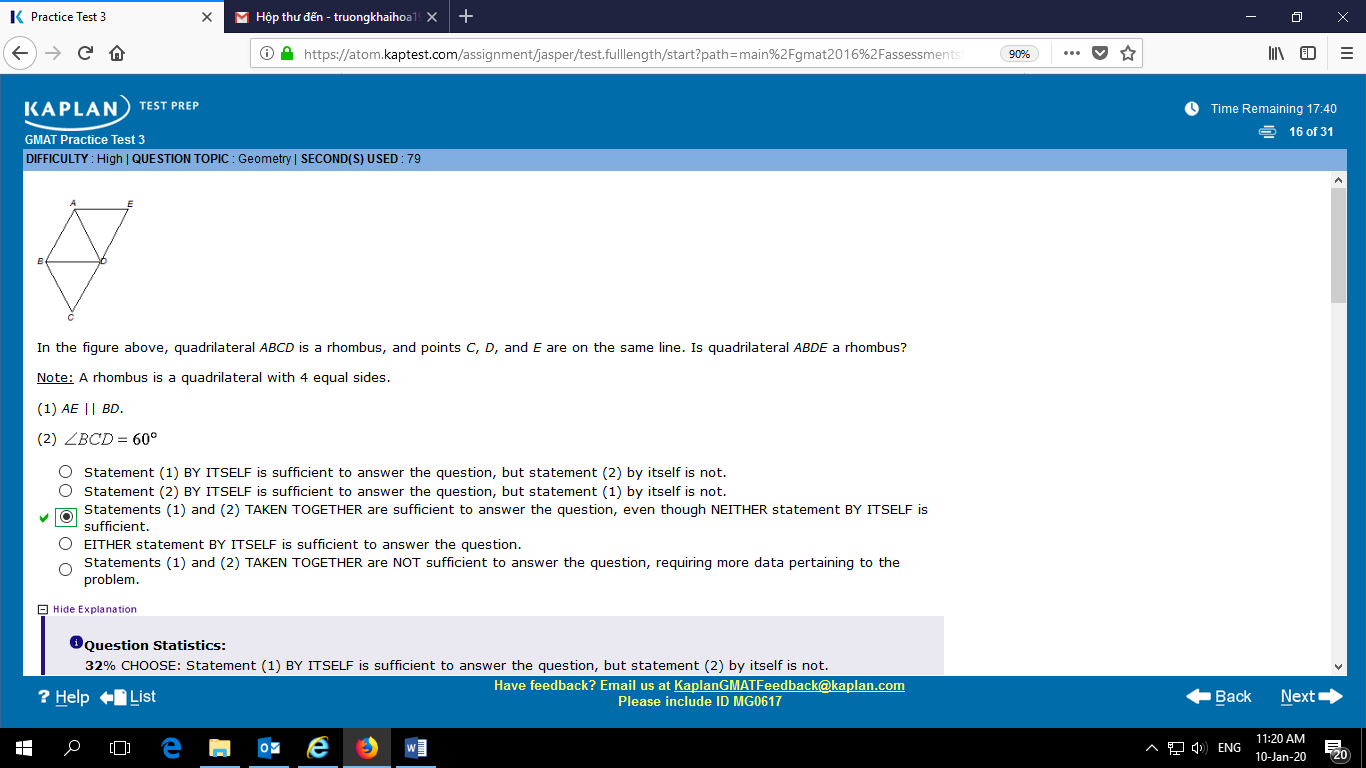 Practice Test 3
Hộp thư đến - truongkhaihoa1
https://atom.kaptest.com/assignment/jasper/test.fulllength/start?path=main%2Fgmat2016%2Fassessments
90%
KAPLAN TEST PREP
GMAT Practice Test 3
Time Remaining 17:40
16 of 31
DIFFICULTY : High | QUESTION TOPIC : Geometry | SECOND(S) USED : 79
A E
B D
C
In the figure above, quadrilateral ABCD is a rhombus, and points C, D, and E are on the same line. Is quadrilateral ABDE a rhombus?
Note: A rhombus is a quadrilateral with 4 equal sides.
(1) AE || BD.
(2) ∠BCD = 60°
Statement (1) BY ITSELF is sufficient to answer the question, but statement (2) by itself is not.
Statement (2) BY ITSELF is sufficient to answer the question, but statement (1) by itself is not.
Statements (1) and (2) TAKEN TOGETHER are sufficient to answer the question, even though NEITHER statement BY ITSELF is
sufficient.
EITHER statement BY ITSELF is sufficient to answer the question.
Statements (1) and (2) TAKEN TOGETHER are NOT sufficient to answer the question, requiring more data pertaining to the
problem.
Hide Explanation
Question Statistics:
32% CHOOSE: Statement (1) BY ITSELF is sufficient to answer the question, but statement (2) by itself is not.
? Help List
Have feedback? Email us at KaplanGMATFeedback@kaplan.com
Please include ID MG0617
Back Next
ENG
11:20 AM
10-Jan-20
20